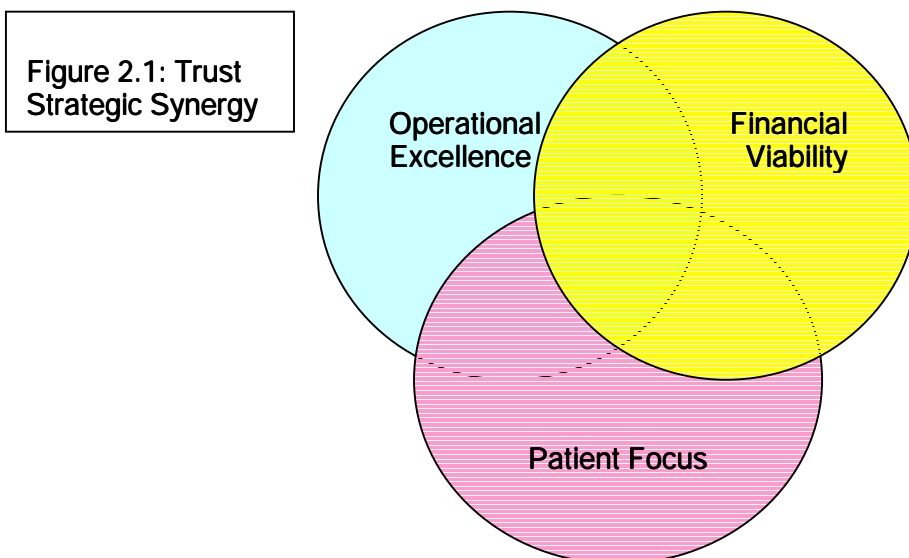 Figure 2.1: Trust
Strategic Synergy
Operational
Excellence
Financial
Viability
Patient Focus